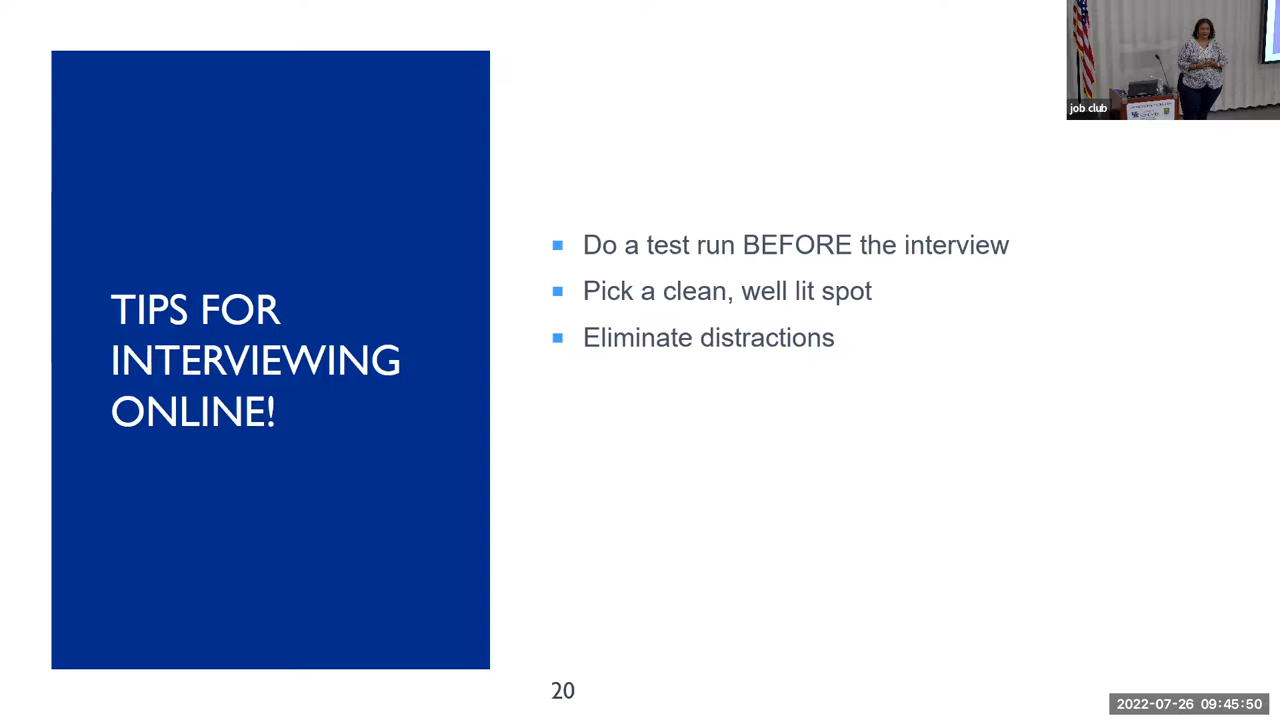 job club
TIPS FOR
INTERVIEWING
ONLINE!
Do a test run BEFORE the interview
Pick a clean, well lit spot
Eliminate distractions
20
2022-07-26 09:45:50